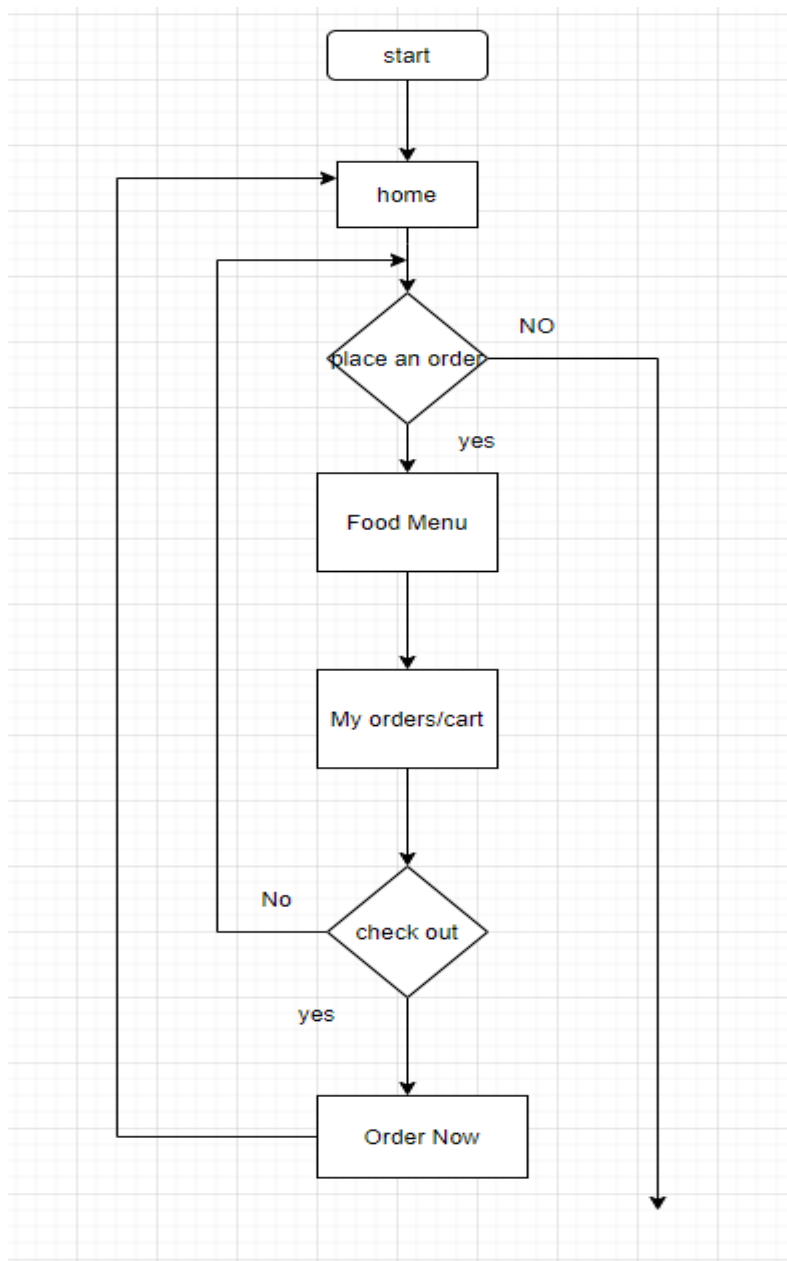 start
home
place an order
NO
yes
Food Menu
My orders/cart
No
check out
yes
Order Now